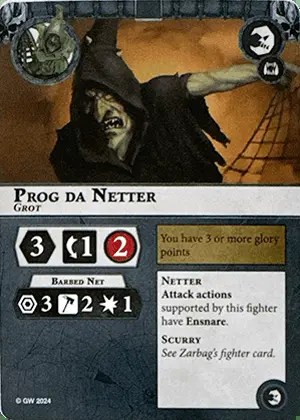 PROG DA NETTER
GROT
3 1 2
BARBED NET
3 2 1
You have 3 or more glory
points
NETTER
Attack actions
supported by this fighter
have Ensnare.
SCURRY
See Zarbag's fighter card.
© GW 2024